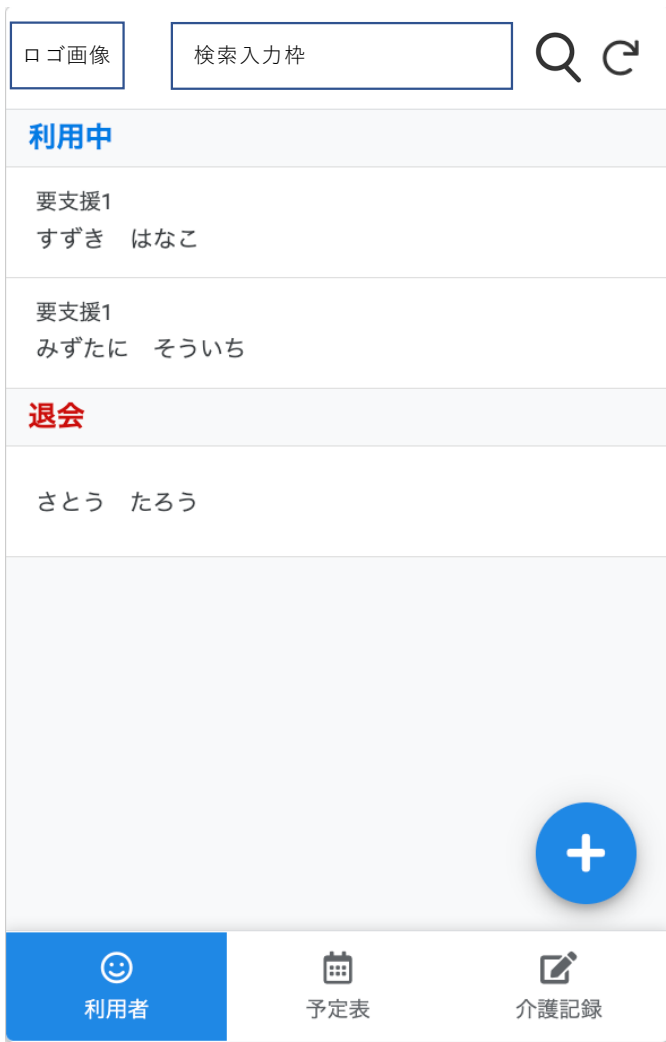 ロゴ画像
検索入力枠
利用中
要支援1
すずき　はなこ
要支援1
みずたに　そういち
退会
さとう　たろう
利用者
予定表
介護記録